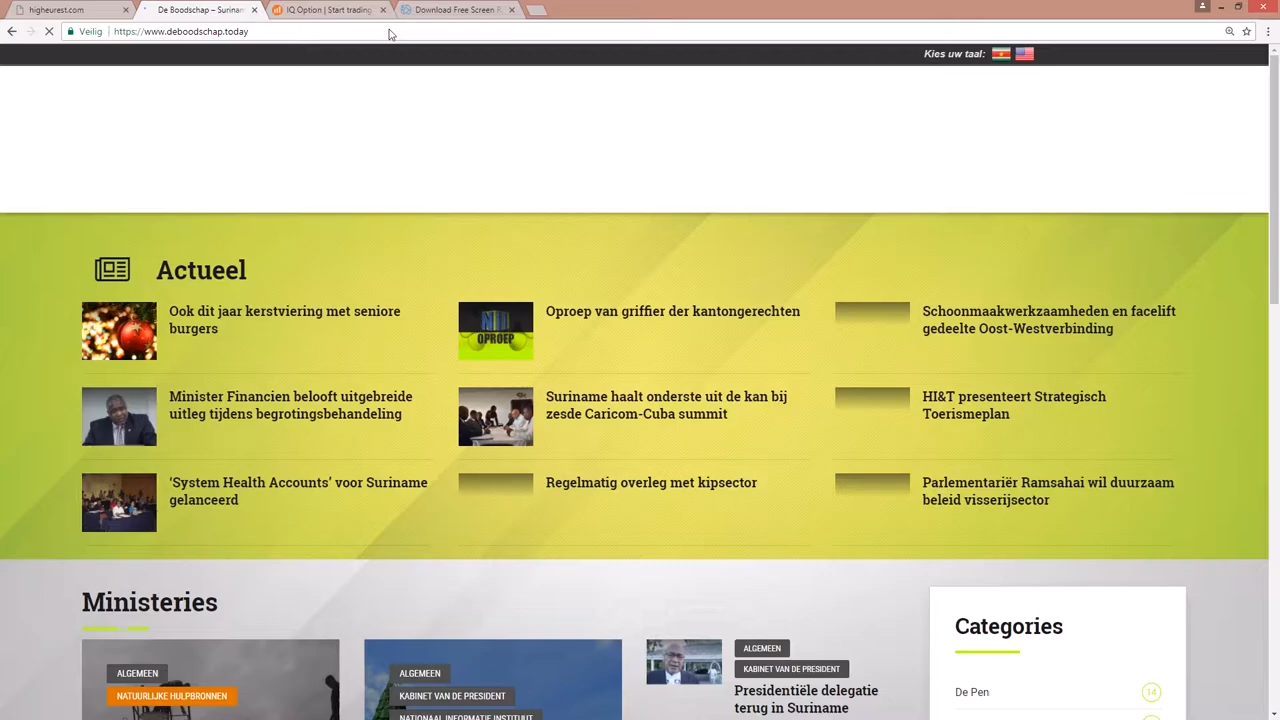 higheurest.com
De Boodschap – Surinam
IQ Option | Start trading
Download Free Screen R
Veilig
https://www.deboodschap.today
Kies uw taal:
Actueel
Ook dit jaar kerstviering met seniore
burgers
Oproep van griffier der kantongerechten
OPROEP
Schoonmaakwerkzaamheden en facelift
gedeelte Oost-Westverbinding
Minister Financien belooft uitgebreide
uitleg tijdens begrotingsbehandeling
Suriname haalt onderste uit de kan bij
zesde Caricom-Cuba summit
HI&T presenteert Strategisch
Toerismeplan
‘System Health Accounts’ voor Suriname
gelanceerd
Regelmatig overleg met kipsector
Parlementariër Ramsahai wil duurzaam
beleid visserijsector
Ministeries
ALGEMEEN
NATUURLIJKE HULPBRONNEN
ALGEMEEN
KABINET VAN DE PRESIDENT
NATIONAAL INFORMATIE INSTITUUT
ALGEMEEN
KABINET VAN DE PRESIDENT
Presidentiële delegatie
terug in Suriname
Categories
De Pen
14